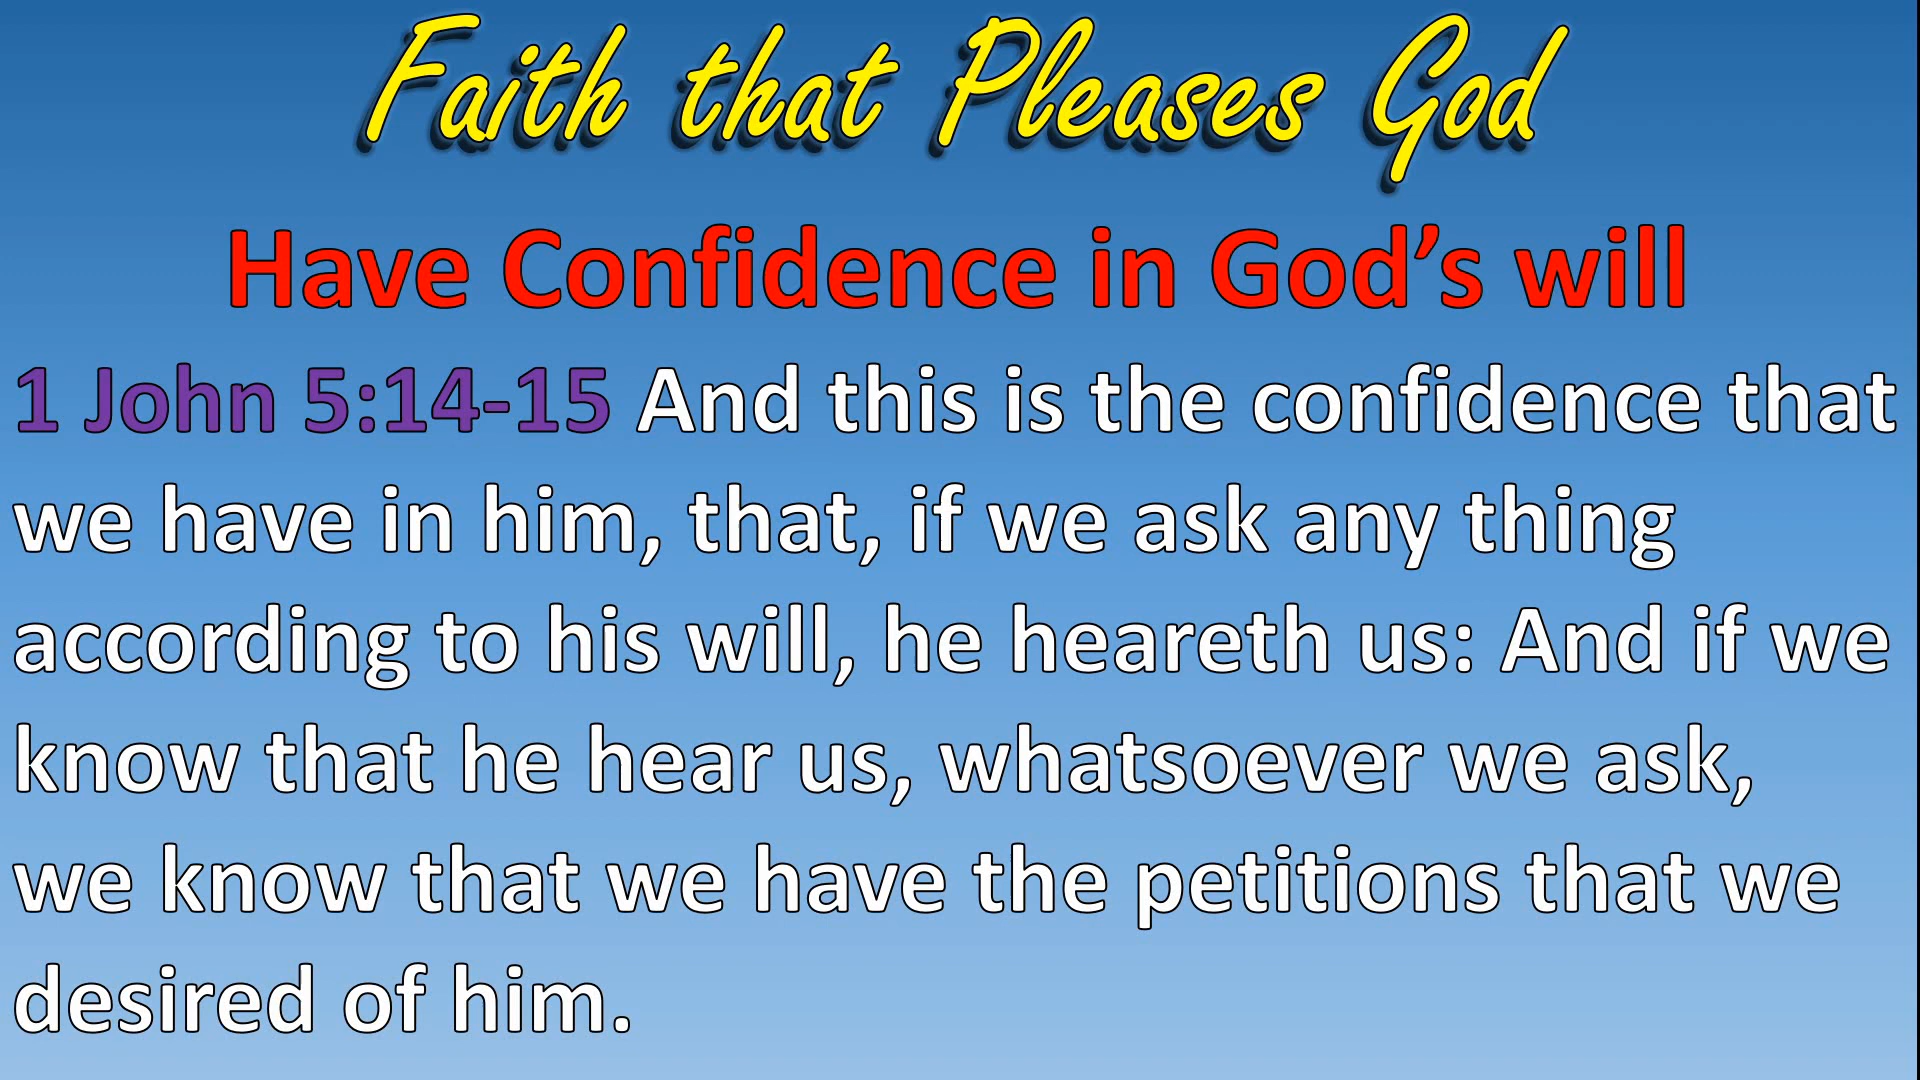 Faith that Pleases God
Have Confidence in God’s will
1 John 5:14-15 And this is the confidence that
we have in him, that, if we ask any thing
according to his will, he heareth us: And if we
know that he hear us, whatsoever we ask,
we know that we have the petitions that we
desired of him.